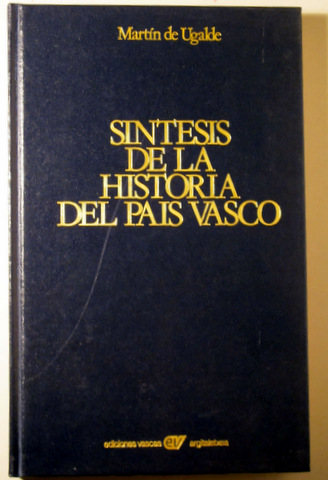 Martín de Ugalde
SINTESIS
DE LA
HISTORIA
DEL PAIS VASCO
ediciones vascas ev argitaletxea